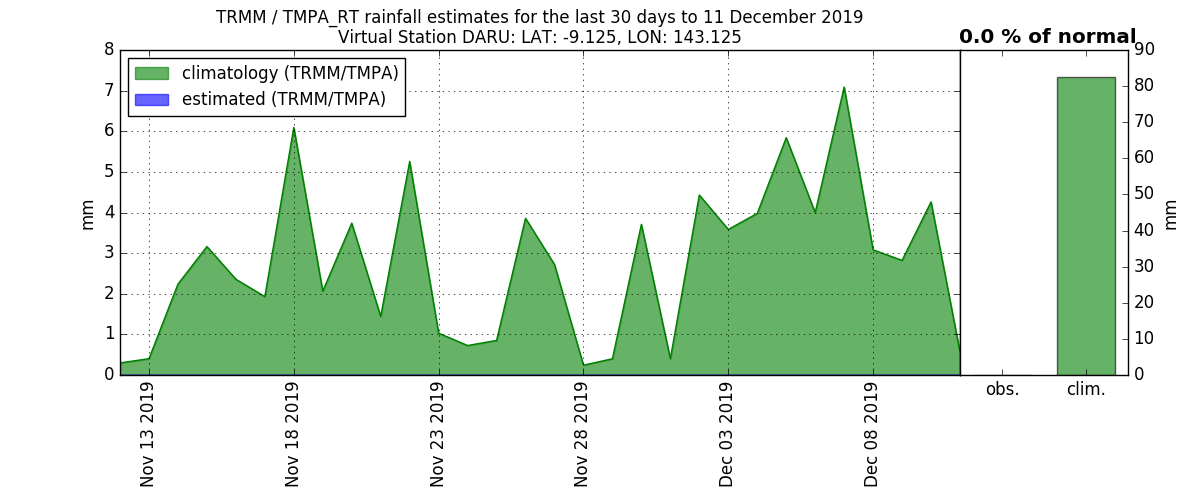 TRMM / TMPA_RT rainfall estimates for the last 30 days to 11 December 2019
Virtual Station DARU: LAT: -9.125, LON: 143.125
0.0 % of normal
climatology (TRMM/TMPA)
estimated (TRMM/TMPA)
8
7
6
5
4
3
2
1
0
mm
Nov 13 2019
Nov 18 2019
Nov 23 2019
Nov 28 2019
Dec 03 2019
Dec 08 2019
90
80
70
60
50
40
30
20
10
0
mm
obs.
clim.